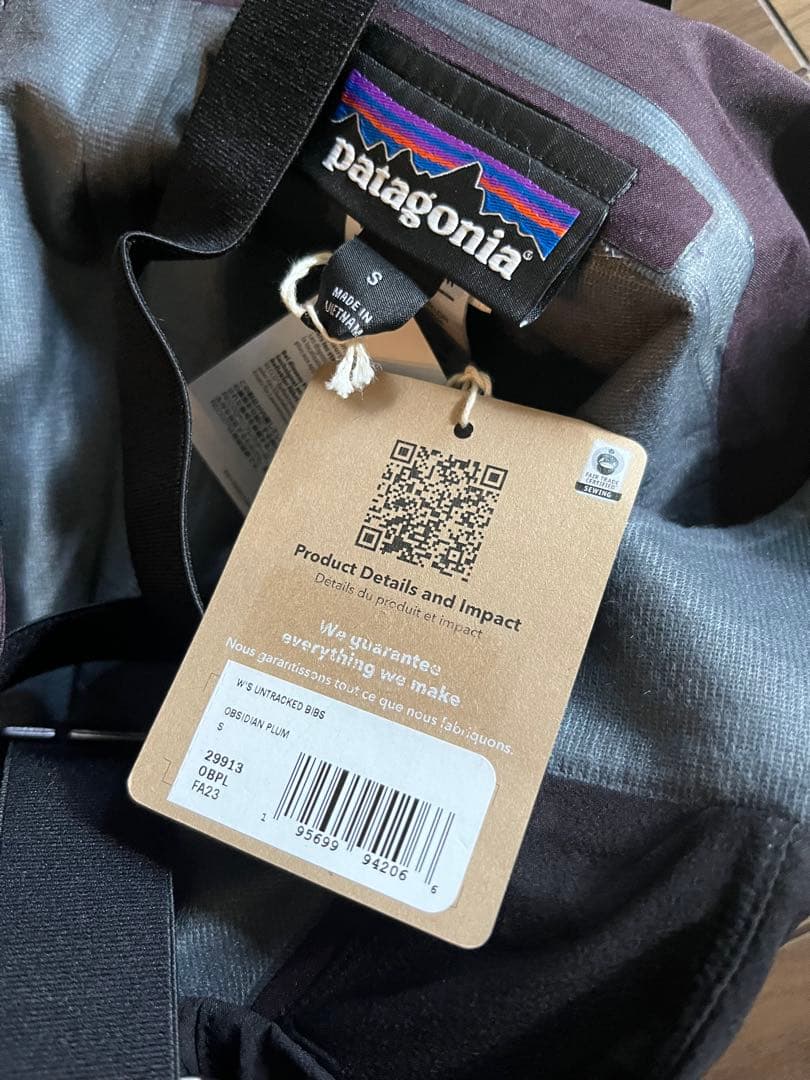 patagonia®
S
MADE IN
VIETNAM
FAIR TRADE
CERTIFIED
SEWING
Product Details and Impact
Détails du produit et impact
We guarantee
everything we make
Nous garantissons tout ce que nous fabriquons.
W'S UNTRACKED BIBS
OBSIDIAN PLUM
S
29913
OBPL
FA23
1 95699 94206 6